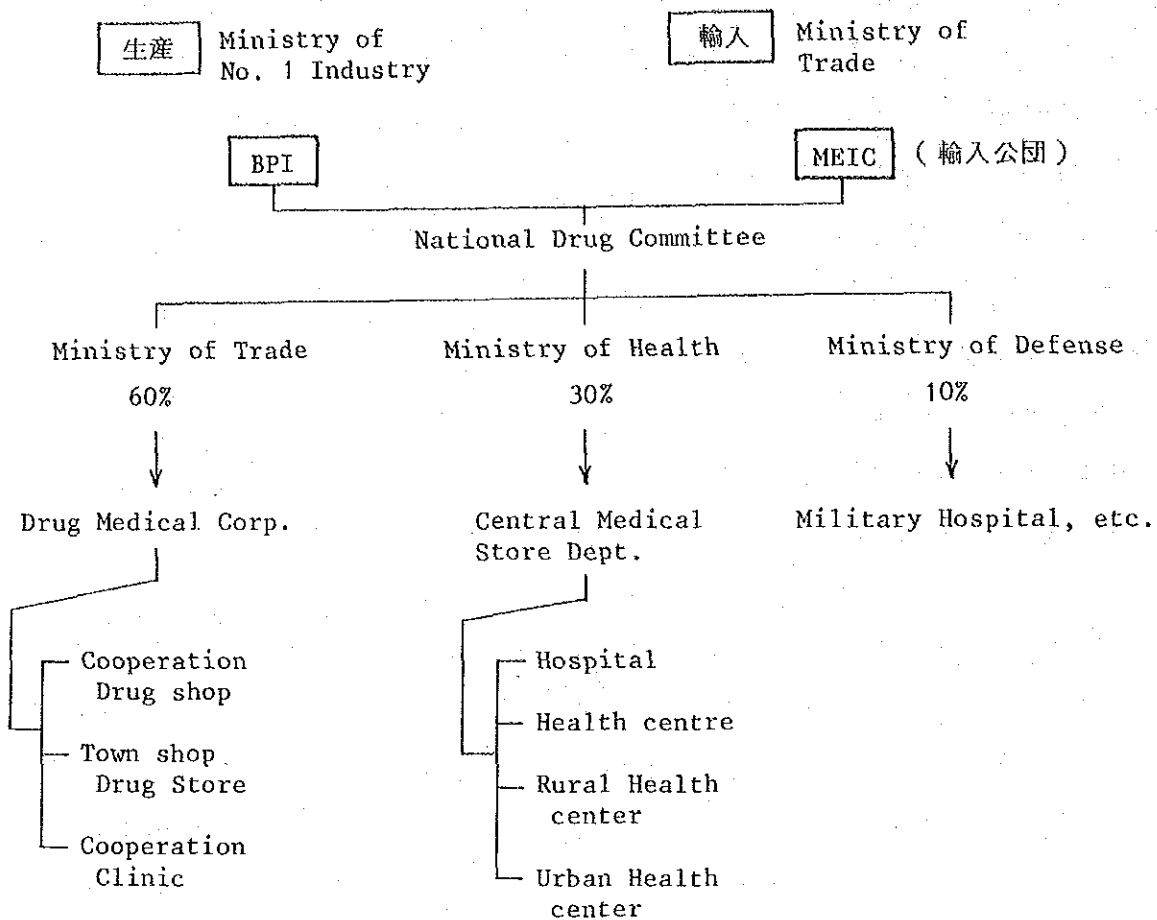 生産 Ministry of
No. 1 Industry
輸入 Ministry of
Trade
BPI
MEIC (輸入公団)
National Drug Committee
Ministry of Trade
60%
Ministry of Health
30%
Ministry of Defense
10%
Drug Medical Corp.
Central Medical
Store Dept.
Military Hospital, etc.
Cooperation
Drug shop
Town shop
Drug Store
Cooperation
Clinic
Hospital
Health centre
Rural Health
center
Urban Health
center